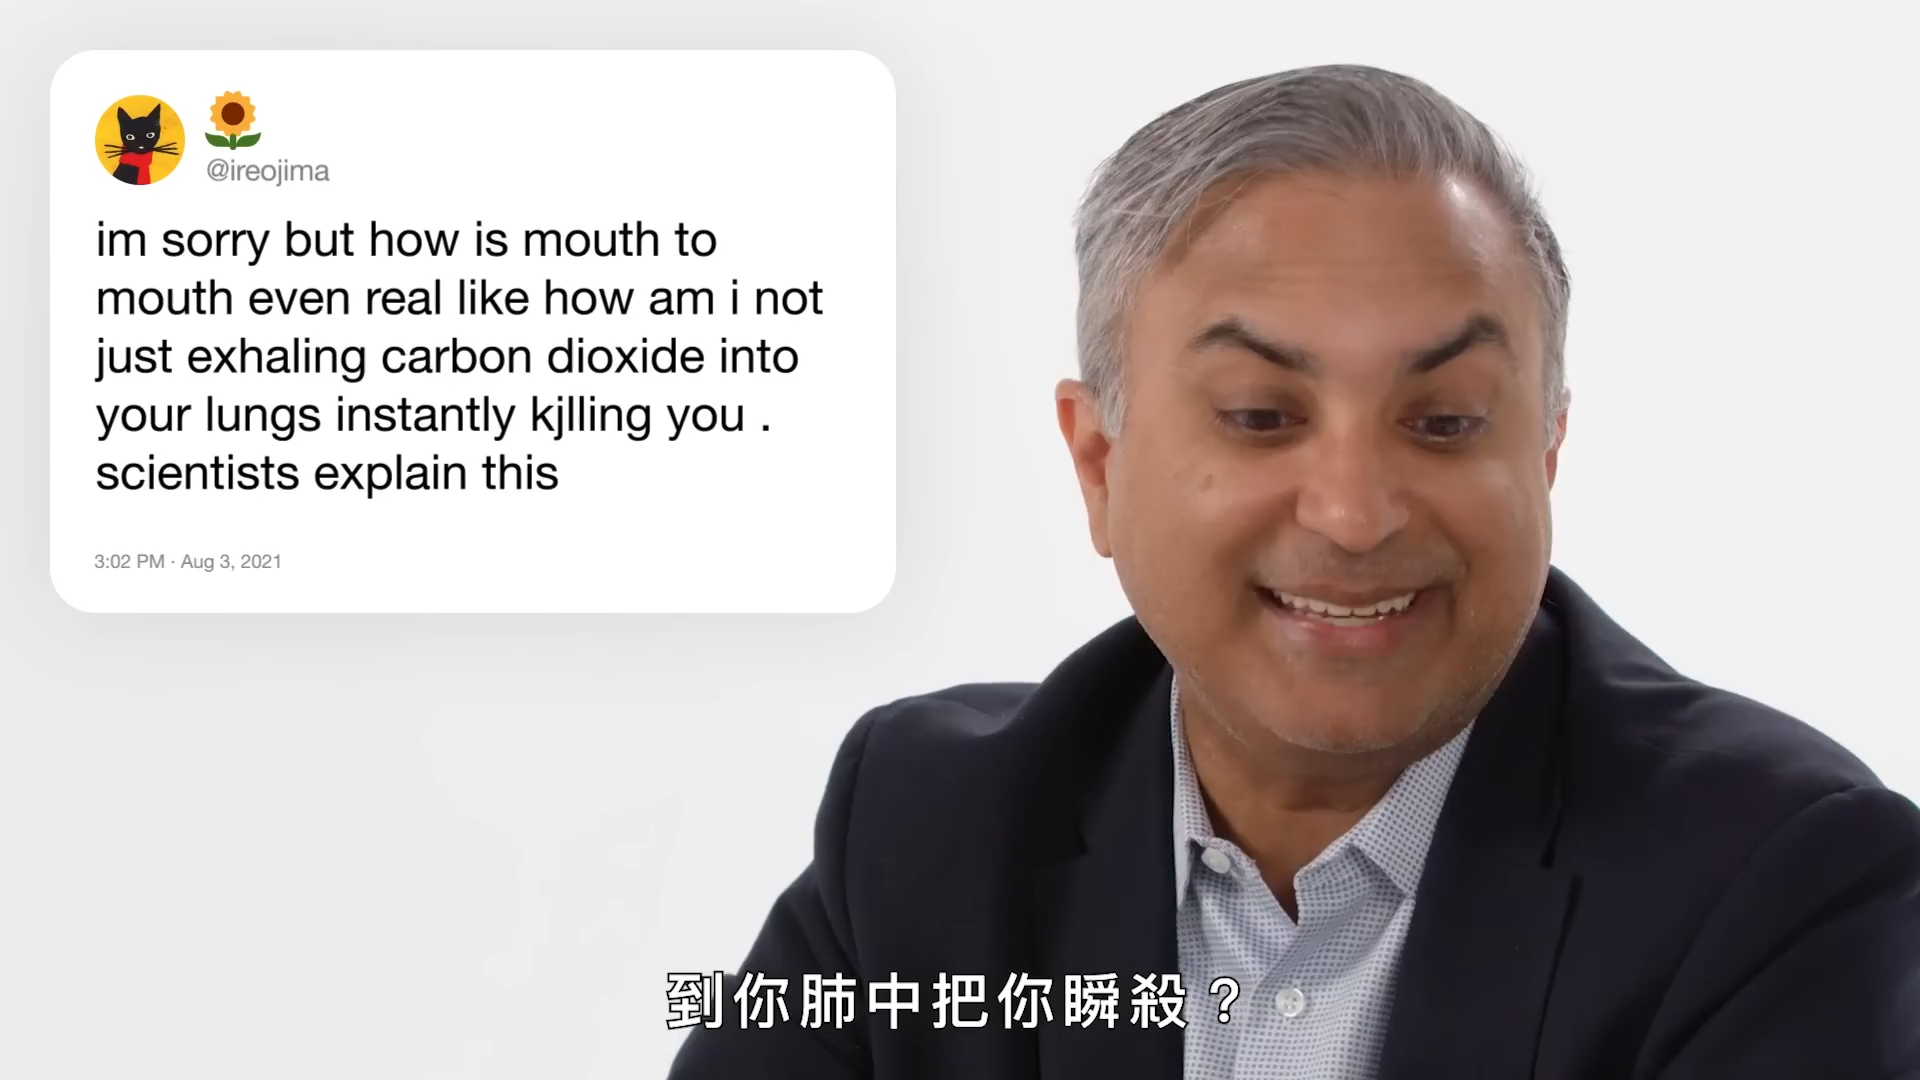 @ireojima
im sorry but how is mouth to
mouth even real like how am i not
just exhaling carbon dioxide into
your lungs instantly kjlling you .
scientists explain this
3:02 PM · Aug 3, 2021
到你肺中把你瞬殺？